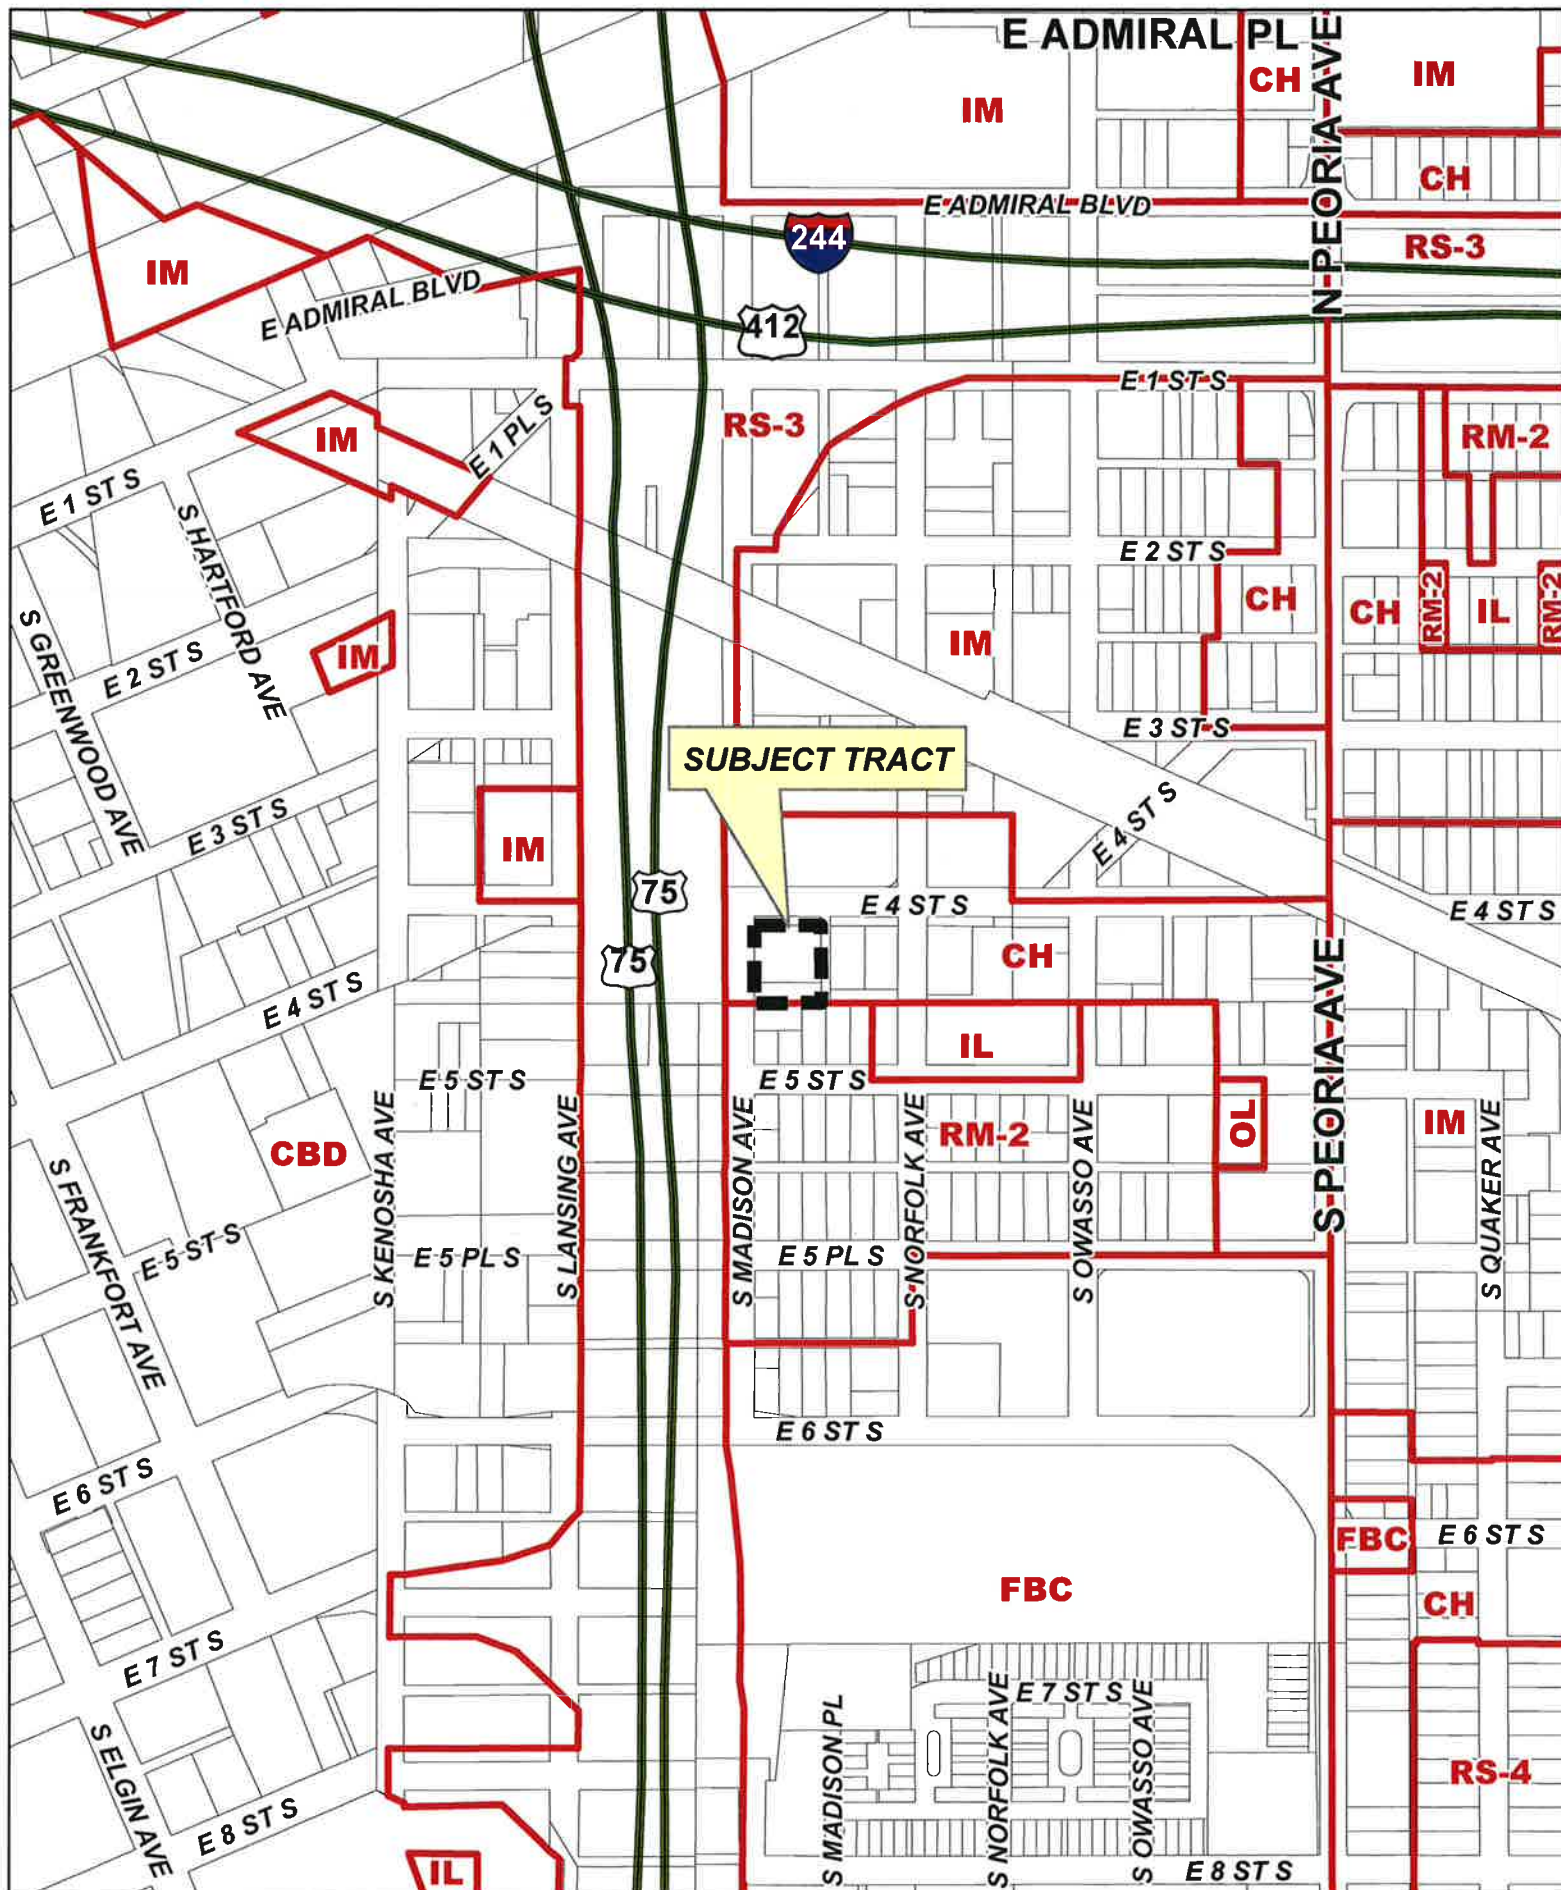 E ADMIRAL PL
N PEORIA AVE
CH
IM
IM
CH
E ADMIRAL BLVD
244
RS-3
IM
E ADMIRAL BLVD
412
E 1 ST S
RS-3
IM
E 1 PL S
RM-2
E 1 ST S
S HARTFORD AVE
E 2 ST S
CH
CH
RM-2
IL
RM-2
S GREENWOOD AVE
IM
IM
E 2 ST S
E 3 ST S
SUBJECT TRACT
E 3 ST S
E 4 ST S
IM
75
E 4 ST S
E 4 ST S
75
CH
E 4 ST S
S PEORIA AVE
IL
E 5 ST S
E 5 ST S
S KENOSHA AVE
S LANSING AVE
S MADISON AVE
S NORFOLK AVE
RM-2
S OWASSO AVE
OL
IM
S QUAKER AVE
CBD
S FRANKFORT AVE
E 5 ST S
E 5 PL S
E 5 PL S
E 6 ST S
E 6 ST S
FBC
E 6 ST S
FBC
CH
E 7 ST S
S MADISON PL
S NORFOLK AVE
E 7 ST S
S OWASSO AVE
RS-4
S ELGIN AVE
E 8 ST S
IL
E 8 ST S